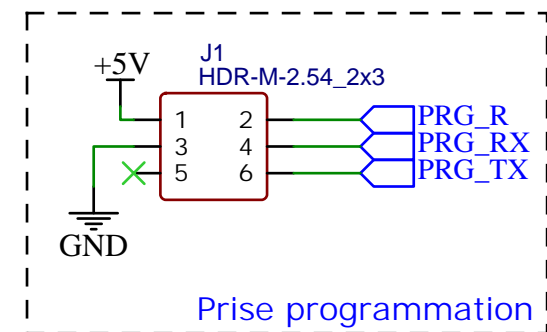 J1
HDR-M-2.54_2x3
+5V
1 2
3 4
5 6
PRG_R
PRG_RX
PRG_TX
GND
Prise programmation